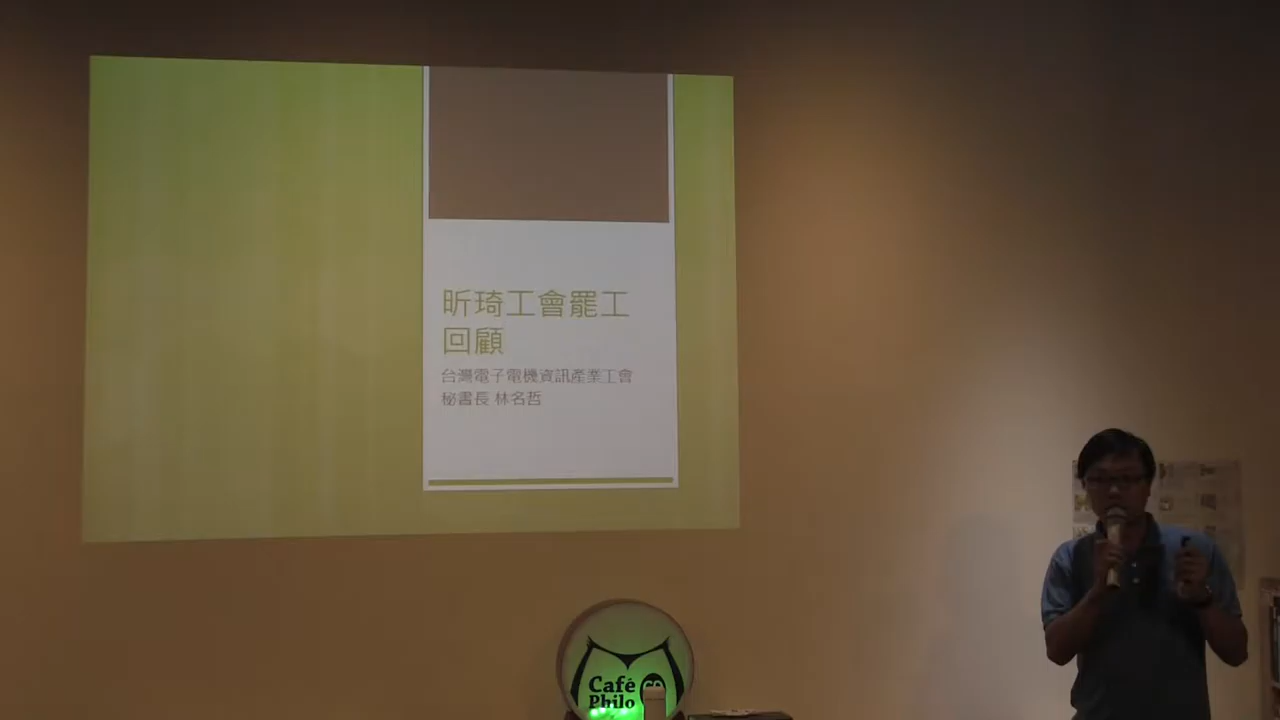 昕琦工會罷工
回顧
台灣電子電機資訊產業工會
秘書長 林名哲
Café
Philo